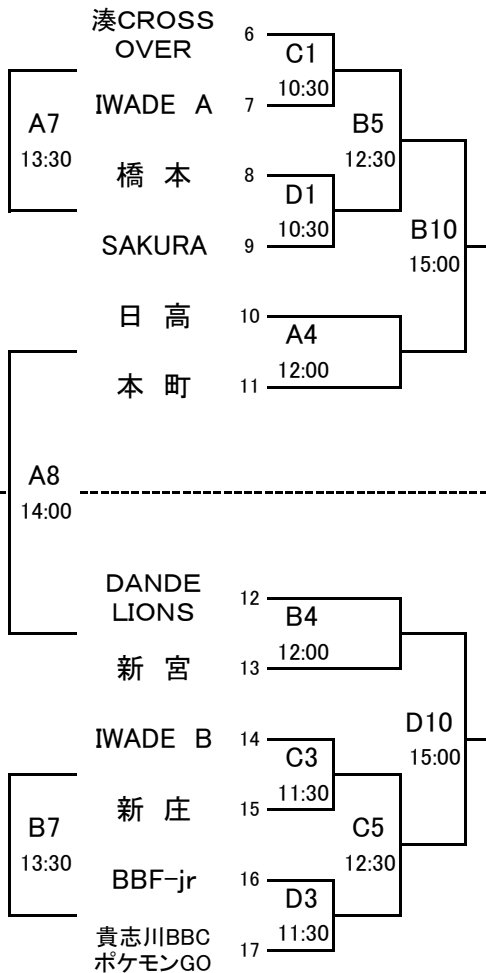 湊CROSS
OVER
6
C1
10:30
IWADE A
7
A7
13:30
B5
12:30
橋 本
8
D1
10:30
SAKURA
9
B10
15:00
日 高
10
A4
12:00
本 町
11
A8
14:00
DANDE
LIONS
12
B4
12:00
新 宮
13
D10
15:00
IWADE B
14
C3
11:30
新 庄
15
B7
13:30
C5
12:30
BBF-jr
16
D3
11:30
貴志川BBC
ポケモンGO
17